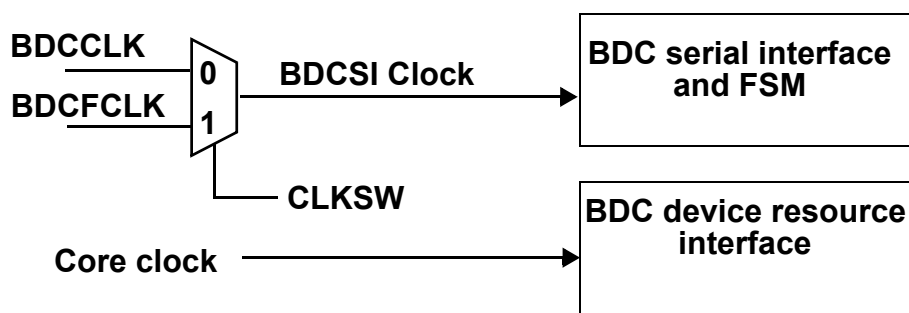 BDCCLK
0
BDCSI Clock
BDC serial interface
and FSM
BDCFCLK
1
CLKSW
BDC device resource
interface
Core clock